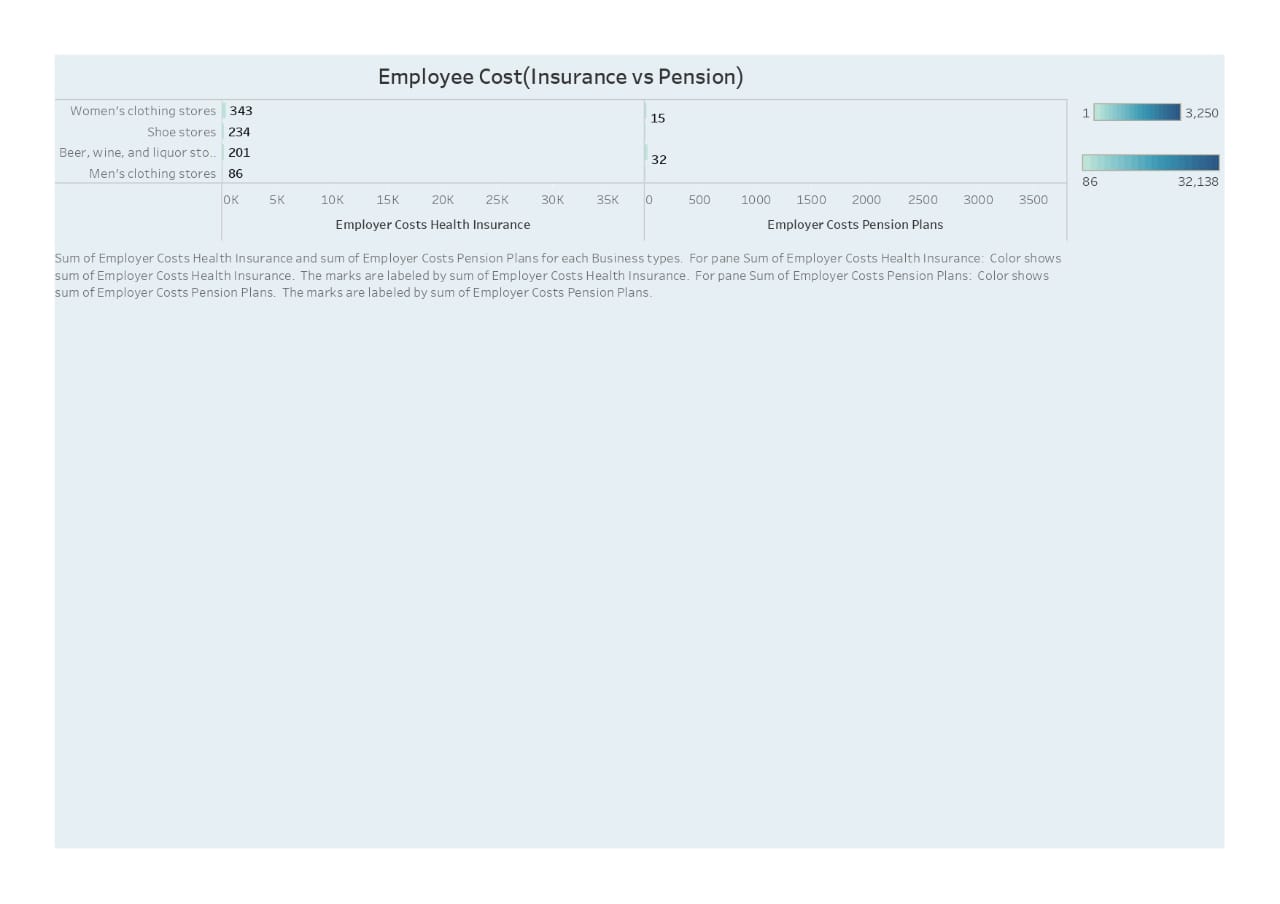 Employee Cost(Insurance vs Pension)
Women's clothing stores 343 15
Shoe stores 234
Beer, wine, and liquor sto.. 201 32
Men's clothing stores 86
0K 5K 10K 15K 20K 25K 30K 35K 0 500 1000 1500 2000 2500 3000 3500
Employer Costs Health Insurance Employer Costs Pension Plans
1 3,250
86 32,138
Sum of Employer Costs Health Insurance and sum of Employer Costs Pension Plans for each Business types. For pane Sum of Employer Costs Health Insurance: Color shows
sum of Employer Costs Health Insurance. The marks are labeled by sum of Employer Costs Health Insurance. For pane Sum of Employer Costs Pension Plans: Color shows
sum of Employer Costs Pension Plans. The marks are labeled by sum of Employer Costs Pension Plans.